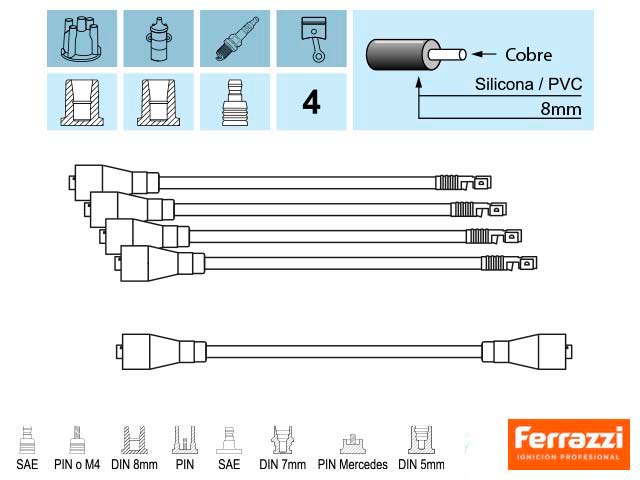 Cobre
Silicona / PVC
8mm
4
SAE PIN o M4 DIN 8mm PIN SAE DIN 7mm PIN Mercedes DIN 5mm
Ferrazzi
IGNICION PROFESIONAL